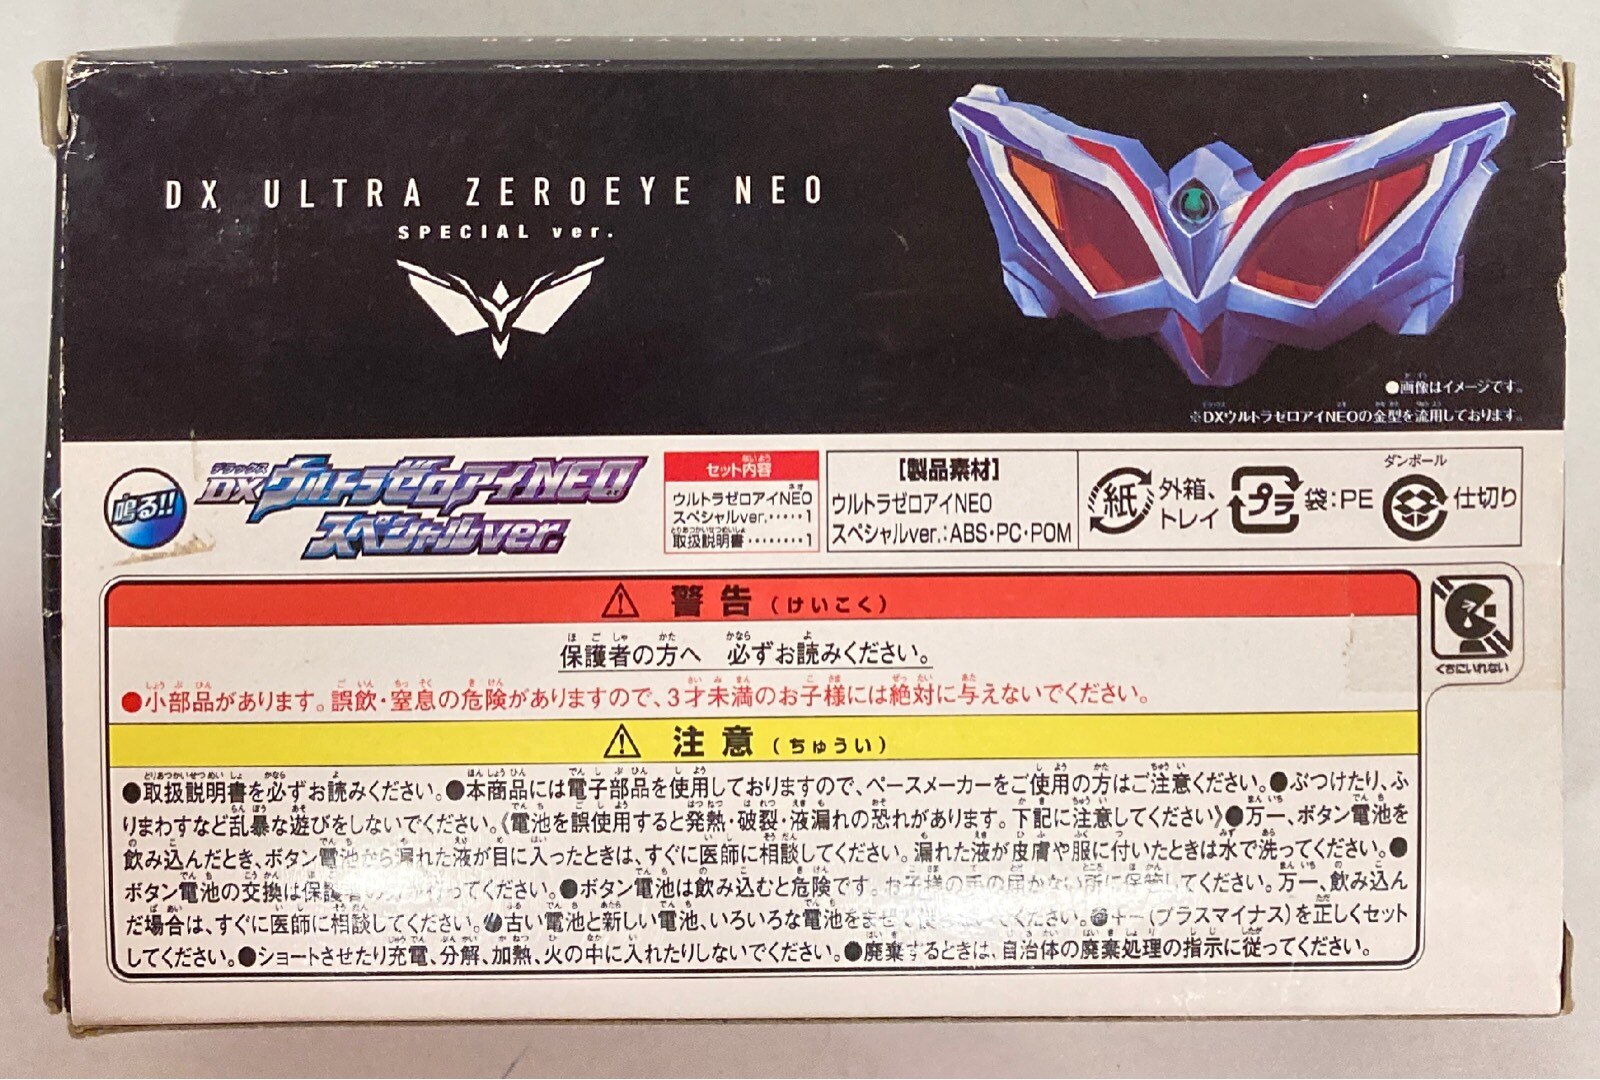 DX ULTRA ZEROEYE NEO
SPECIAL ver.
●画像はイメージです。
※DXウルトラゼロアイNEOの金型を流用しております。
鳴る!!
デラックス
DXウルトラゼロアイNEO
スペシャルver.
セット内容
ウルトラゼロアイNEO
スペシャルver.‥‥‥1
取扱説明書‥‥‥‥1
【製品素材】
ウルトラゼロアイNEO
スペシャルver.:ABS・PC・POM
紙
外箱、
トレイ
プラ
袋:PE
ダンボール
仕切り
警告(けいこく)
保護者の方へ 必ずお読みください。
●小部品があります。誤飲・窒息の危険がありますので、3才未満のお子様には絶対に与えないでください。
くちにいれない
注意(ちゅうい)
●取扱説明書を必ずお読みください。●本商品には電子部品を使用しておりますので、ペースメーカーをご使用の方はご注意ください。●ぶつけたり、ふ
りまわすなど乱暴な遊びをしないでください。《電池を誤使用すると発熱・破裂・液漏れの恐れがあります。下記に注意してください》●万一、ボタン電池を
飲み込んだとき、ボタン電池から漏れた液が目に入ったときは、すぐに医師に相談してください。漏れた液が皮膚や服に付いたときは水で洗ってください。●
ボタン電池の交換は保護者の方が行ってください。●ボタン電池は飲み込むと危険です。お子様の手の届かない所に保管してください。万一、飲み込ん
だ場合は、すぐに医師に相談してください。●古い電池と新しい電池、いろいろな電池をまぜて使わないでください。●+−(プラスマイナス)を正しくセット
してください。●ショートさせたり充電、分解、加熱、火の中に入れたりしないでください。●廃棄するときは、自治体の廃棄処理の指示に従ってください。